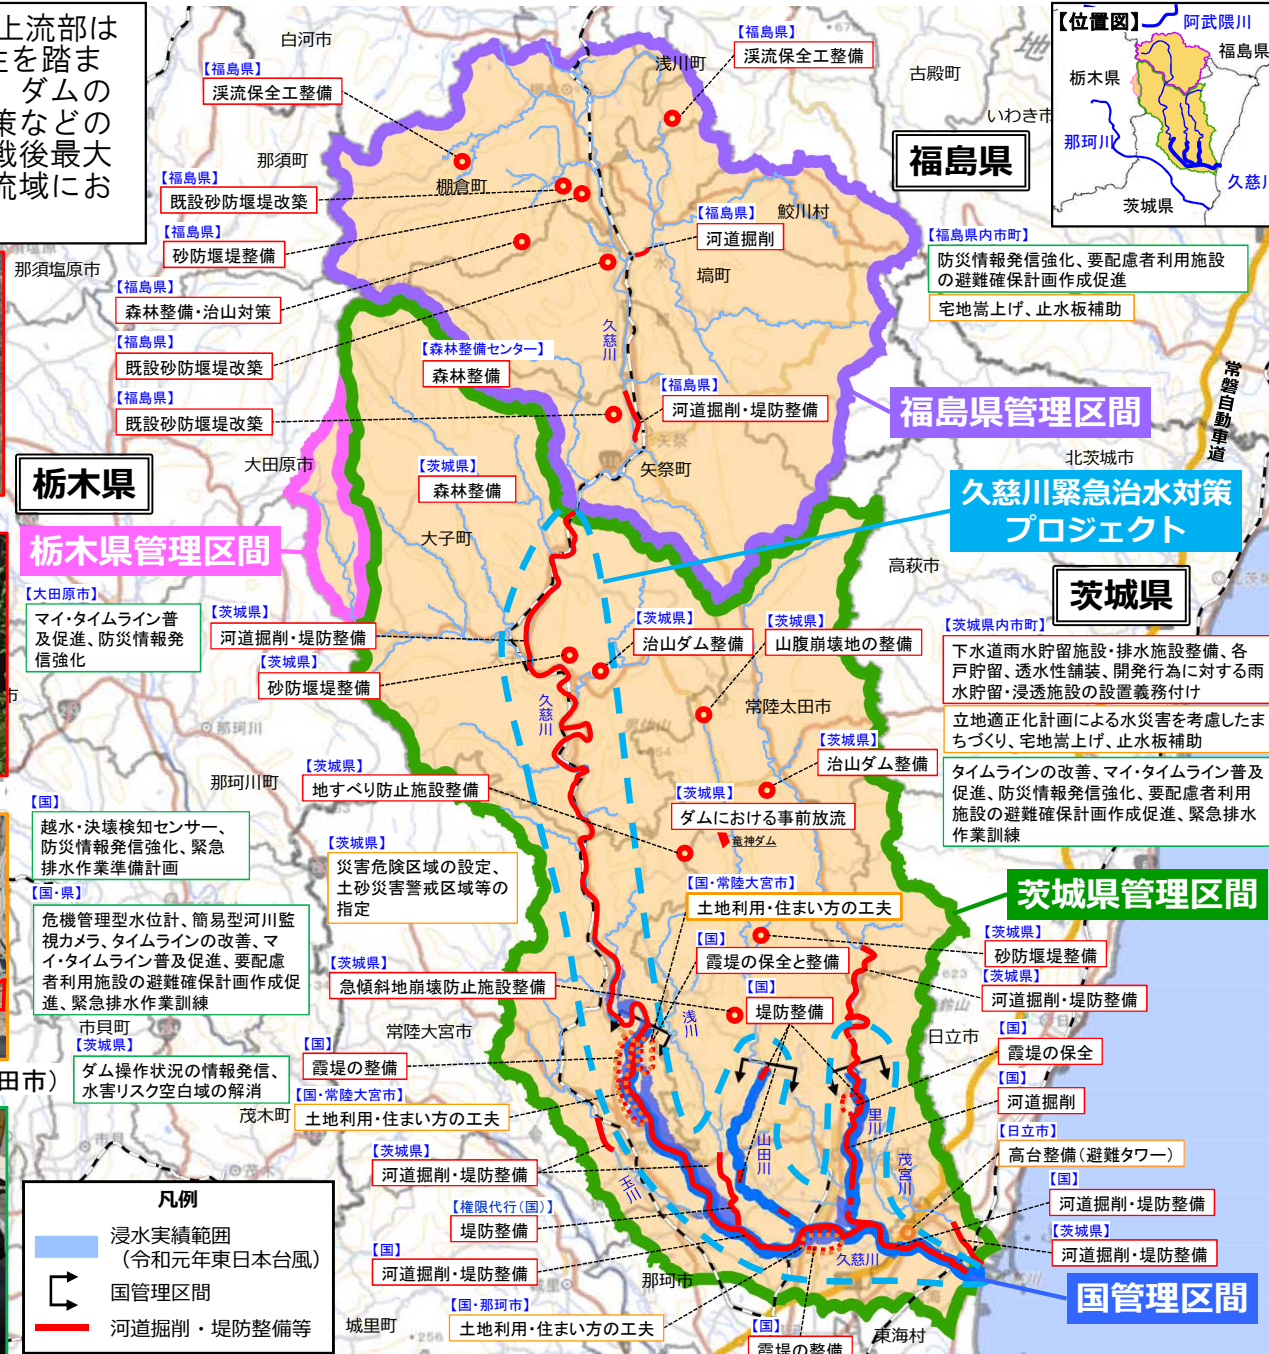 上流部は
生を踏ま
ダムの
策などの
戦後最大
流域にお
白河市
【福島県】
渓流保全工整備
浅川町
【福島県】
渓流保全工整備
古殿町
いわき市
【位置図】
阿武隈川
福島県
栃木県
那珂川
久慈川
茨城県
福島県
那須町
棚倉町
【福島県】
既設砂防堰堤改築
【福島県】
砂防堰堤整備
那須塩原市
【福島県】
河道掘削
鮫川村
塙町
【福島県内市町】
防災情報発信強化、要配慮者利用施設
の避難確保計画作成促進
宅地嵩上げ、止水板補助
【福島県】
森林整備・治山対策
【福島県】
既設砂防堰堤改築
【福島県】
既設砂防堰堤改築
久慈川
【森林整備センター】
森林整備
【福島県】
河道掘削・堤防整備
常磐自動車道
福島県管理区間
北茨城市
栃木県
大田原市
【茨城県】
森林整備
矢祭町
久慈川緊急治水対策
プロジェクト
栃木県管理区間
大子町
高萩市
茨城県
【大田原市】
マイ・タイムライン普
及促進、防災情報発
信強化
【茨城県】
河道掘削・堤防整備
【茨城県】
砂防堰堤整備
【茨城県】
治山ダム整備
【茨城県】
山腹崩壊地の整備
【茨城県内市町】
下水道雨水貯留施設・排水施設整備、各
戸貯留、透水性舗装、開発行為に対する雨
水貯留・浸透施設の設置義務付け
立地適正化計画による水災害を考慮したま
ちづくり、宅地嵩上げ、止水板補助
タイムラインの改善、マイ・タイムライン普及
促進、防災情報発信強化、要配慮者利用
施設の避難確保計画作成促進、緊急排水
作業訓練
久慈川
常陸太田市
那珂川
那珂川町
【茨城県】
地すべり防止施設整備
【茨城県】
治山ダム整備
【茨城県】
ダムにおける事前放流
竜神ダム
【国】
越水・決壊検知センサー、
防災情報発信強化、緊急
排水作業準備計画
【茨城県】
災害危険区域の設定、
土砂災害警戒区域等の
指定
【国・県】
危機管理型水位計、簡易型河川監
視カメラ、タイムラインの改善、マ
イ・タイムライン普及促進、要配慮
者利用施設の避難確保計画作成促
進、緊急排水作業訓練
【国・常陸大宮市】
土地利用・住まい方の工夫
茨城県管理区間
【国】
霞堤の保全と整備
【茨城県】
砂防堰堤整備
【茨城県】
急傾斜地崩壊防止施設整備
【国】
堤防整備
【茨城県】
河道掘削・堤防整備
市貝町
常陸大宮市
浅川
日立市
【茨城県】
ダム操作状況の情報発信、
水害リスク空白域の解消
田市）
【国】
霞堤の整備
【国】
霞堤の保全
茂木町
【国・常陸大宮市】
土地利用・住まい方の工夫
【国】
河道掘削
里川
山田川
茂宮川
玉川
【日立市】
高台整備（避難タワー）
【茨城県】
河道掘削・堤防整備
【国】
河道掘削・堤防整備
【権限代行（国）】
堤防整備
【茨城県】
河道掘削・堤防整備
【国】
河道掘削・堤防整備
久慈川
那珂市
国管理区間
【国・那珂市】
土地利用・住まい方の工夫
【国】
霞堤の整備
東海村
城里町
凡例
浸水実績範囲
（令和元年東日本台風）
国管理区間
河道掘削・堤防整備等